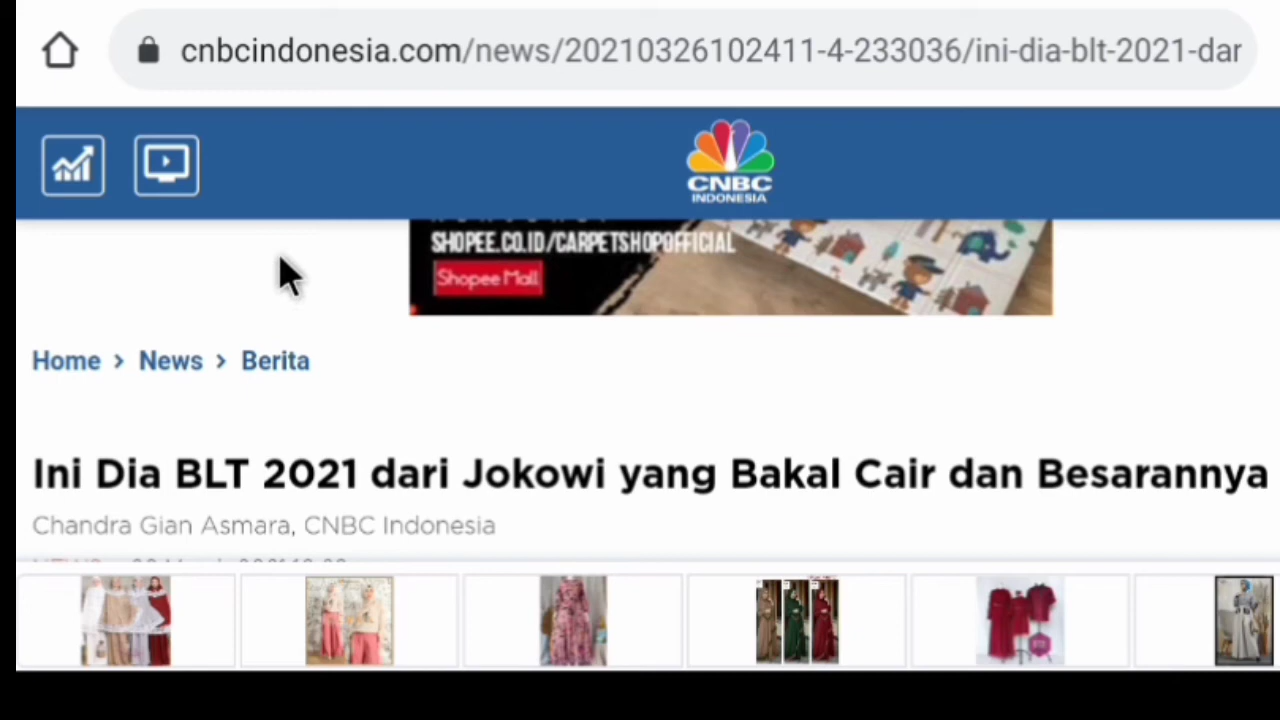 cnbcindonesia.com/news/20210326102411-4-233036/ini-dia-blt-2021-dar
CNBC
INDONESIA
SHOPEE.CO.ID/CARPETSHOPOFFICIAL
Shopee Mall
Home > News > Berita
Ini Dia BLT 2021 dari Jokowi yang Bakal Cair dan Besarannya
Chandra Gian Asmara, CNBC Indonesia